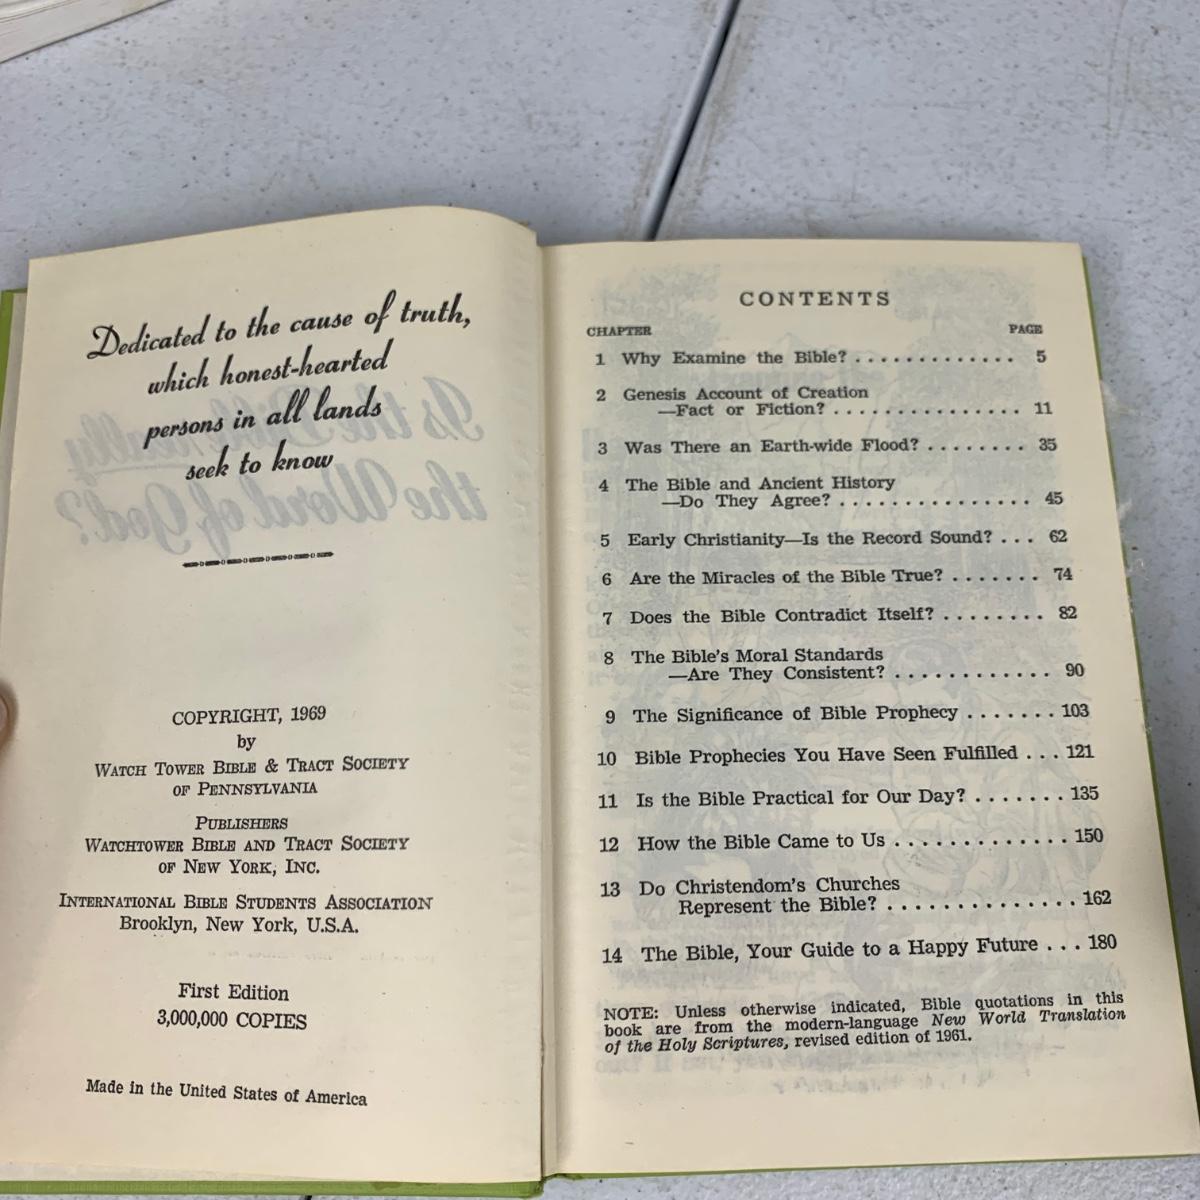 Dedicated to the cause of truth,
which honest-hearted
persons in all lands
seek to know
COPYRIGHT, 1969
by
WATCH TOWER BIBLE & TRACT SOCIETY
OF PENNSYLVANIA
PUBLISHERS
WATCHTOWER BIBLE AND TRACT SOCIETY
OF NEW YORK, INC.
INTERNATIONAL BIBLE STUDENTS ASSOCIATION
Brooklyn, New York, U.S.A.
First Edition
3,000,000 COPIES
Made in the United States of America
CONTENTS
CHAPTER PAGE
1 Why Examine the Bible? . . . . . . . . . . . . . 5
2 Genesis Account of Creation
—Fact or Fiction? . . . . . . . . . . . . . . . 11
3 Was There an Earth-wide Flood? . . . . . . . . 35
4 The Bible and Ancient History
—Do They Agree? . . . . . . . . . . . . . . . 45
5 Early Christianity—Is the Record Sound? . . . 62
6 Are the Miracles of the Bible True? . . . . . . . 74
7 Does the Bible Contradict Itself? . . . . . . . . 82
8 The Bible's Moral Standards
—Are They Consistent? . . . . . . . . . . . . 90
9 The Significance of Bible Prophecy . . . . . . . 103
10 Bible Prophecies You Have Seen Fulfilled . . . 121
11 Is the Bible Practical for Our Day? . . . . . . . 135
12 How the Bible Came to Us . . . . . . . . . . . . . 150
13 Do Christendom's Churches
Represent the Bible? . . . . . . . . . . . . . . 162
14 The Bible, Your Guide to a Happy Future . . . 180
NOTE: Unless otherwise indicated, Bible quotations in this
book are from the modern-language New World Translation
of the Holy Scriptures, revised edition of 1961.